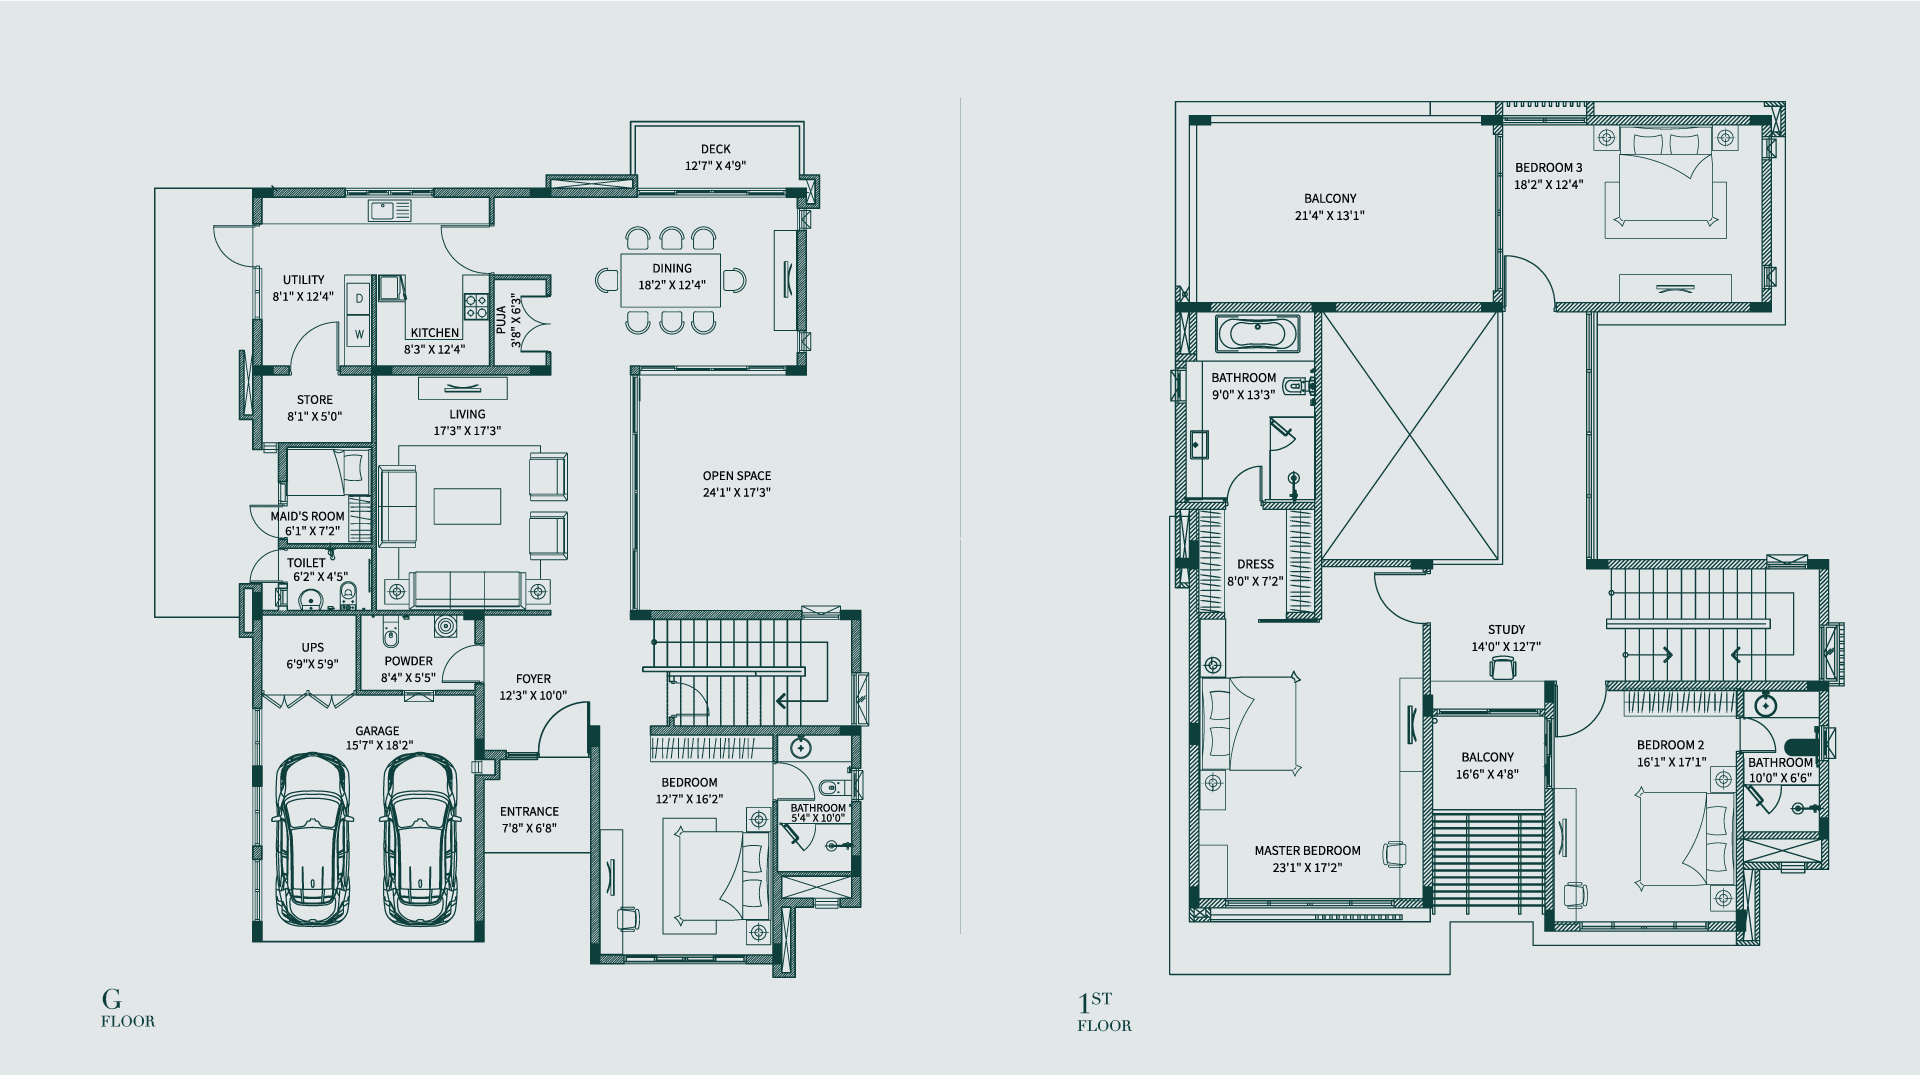 DECK
12'7" X 4'9"
UTILITY
8'1" X 12'4"
D
W
KITCHEN
8'3" X 12'4"
PUJA
3'8" X 6'3"
DINING
18'2" X 12'4"
STORE
8'1" X 5'0"
LIVING
17'3" X 17'3"
OPEN SPACE
24'1" X 17'3"
MAID'S ROOM
6'1" X 7'2"
TOILET
6'2" X 4'5"
UPS
6'9"X 5'9"
POWDER
8'4" X 5'5"
FOYER
12'3" X 10'0"
GARAGE
15'7" X 18'2"
ENTRANCE
7'8" X 6'8"
BEDROOM
12'7" X 16'2"
BATHROOM
5'4" X 10'0"
G
FLOOR
BALCONY
21'4" X 13'1"
BEDROOM 3
18'2" X 12'4"
BATHROOM
9'0" X 13'3"
DRESS
8'0" X 7'2"
STUDY
14'0" X 12'7"
BALCONY
16'6" X 4'8"
BEDROOM 2
16'1" X 17'1"
BATHROOM
10'0" X 6'6"
MASTER BEDROOM
23'1" X 17'2"
1ST
FLOOR